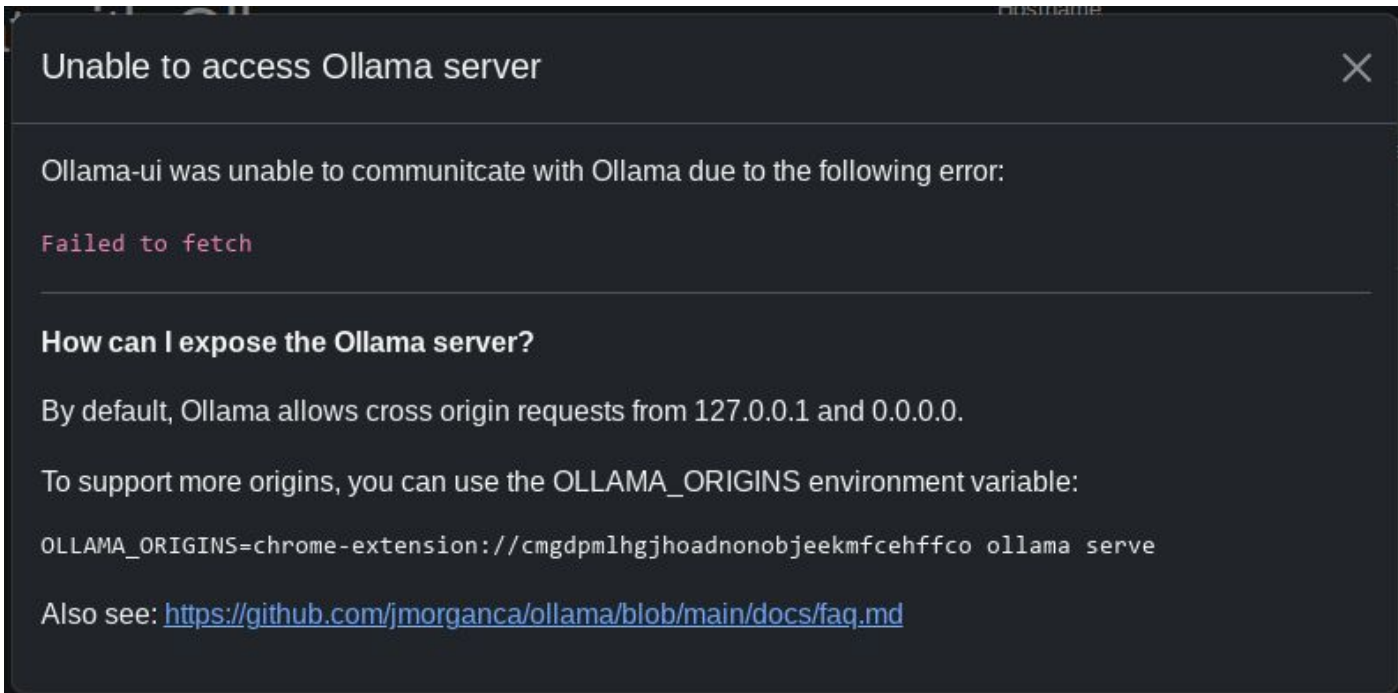 Hostname
Unable to access Ollama server
Ollama-ui was unable to communitcate with Ollama due to the following error:
Failed to fetch
How can I expose the Ollama server?
By default, Ollama allows cross origin requests from 127.0.0.1 and 0.0.0.0.
To support more origins, you can use the OLLAMA_ORIGINS environment variable:
OLLAMA_ORIGINS=chrome-extension://cmgdpmlhgjhoadnonobjeekmfcehffco ollama serve
Also see: https://github.com/jmorganca/ollama/blob/main/docs/faq.md